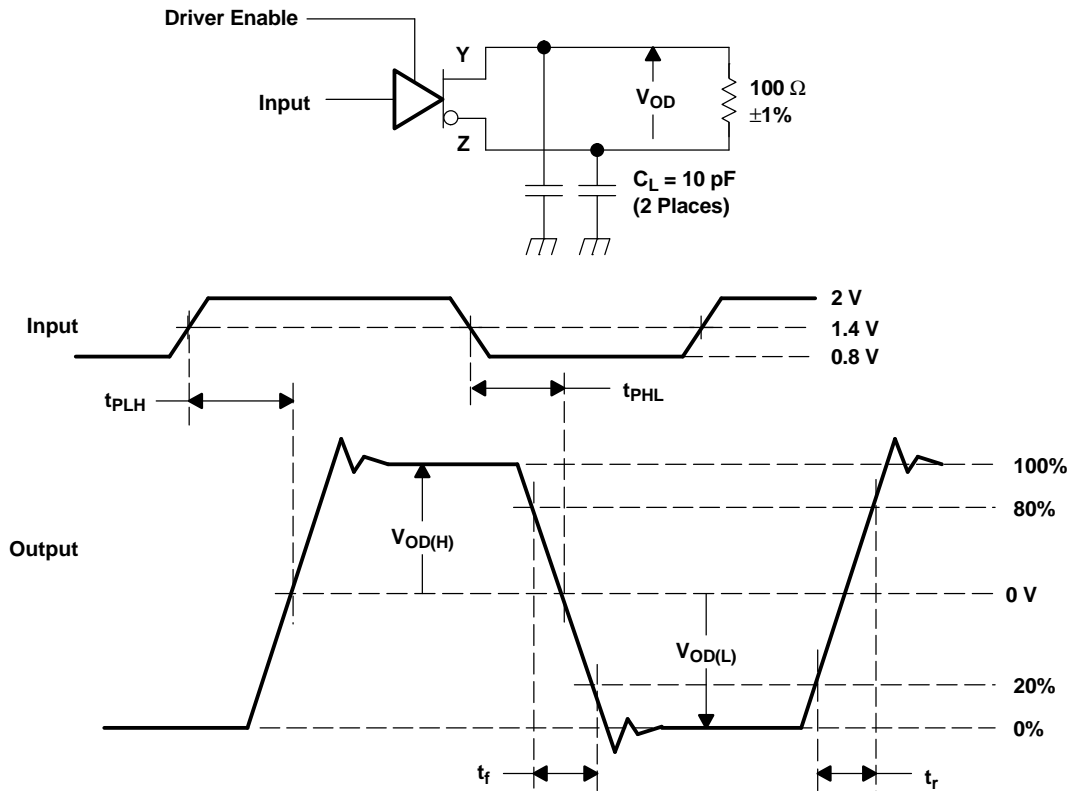 Driver Enable
Y
Input
Z
V_OD
100 Ω
±1%
C_L = 10 pF
(2 Places)
Input
2 V
1.4 V
0.8 V
t_PLH
t_PHL
Output
100%
80%
V_OD(H)
0 V
V_OD(L)
20%
0%
t_f
t_r